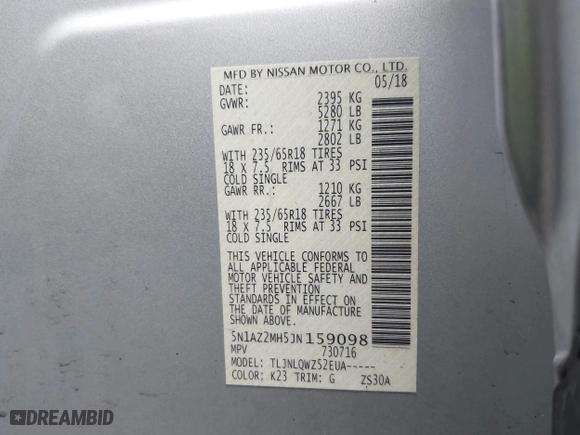 MFD BY NISSAN MOTOR CO., LTD.
DATE: 05/18
GVWR: 2395 KG
5280 LB
GAWR FR.: 1271 KG
2802 LB
WITH 235/65R18 TIRES
18 X 7.5 RIMS AT 33 PSI
COLD SINGLE
GAWR RR.: 1210 KG
2667 LB
WITH 235/65R18 TIRES
18 X 7.5 RIMS AT 33 PSI
COLD SINGLE
THIS VEHICLE CONFORMS TO
ALL APPLICABLE FEDERAL
MOTOR VEHICLE SAFETY AND
THEFT PREVENTION
STANDARDS IN EFFECT ON
THE DATE OF MANUFACTURE
SHOWN ABOVE.
5N1AZ2MH5JN159098
MPV 730716
MODEL: TLJNLQWZ52EUA-----
COLOR: K23 TRIM: G ZS30A
DREAMBID